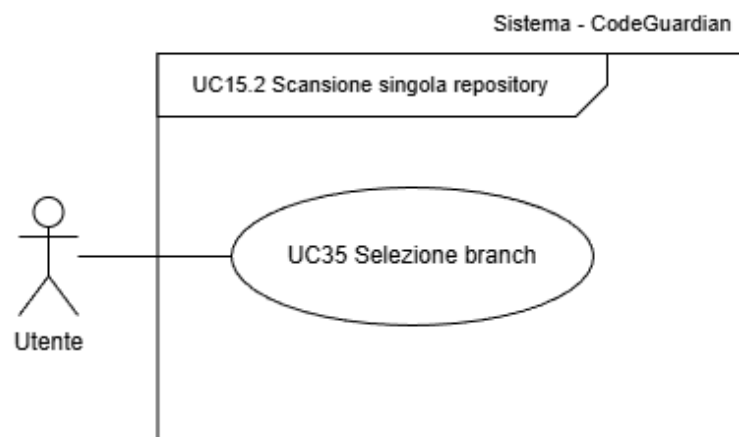 Sistema - CodeGuardian
UC15.2 Scansione singola repository
UC35 Selezione branch
Utente